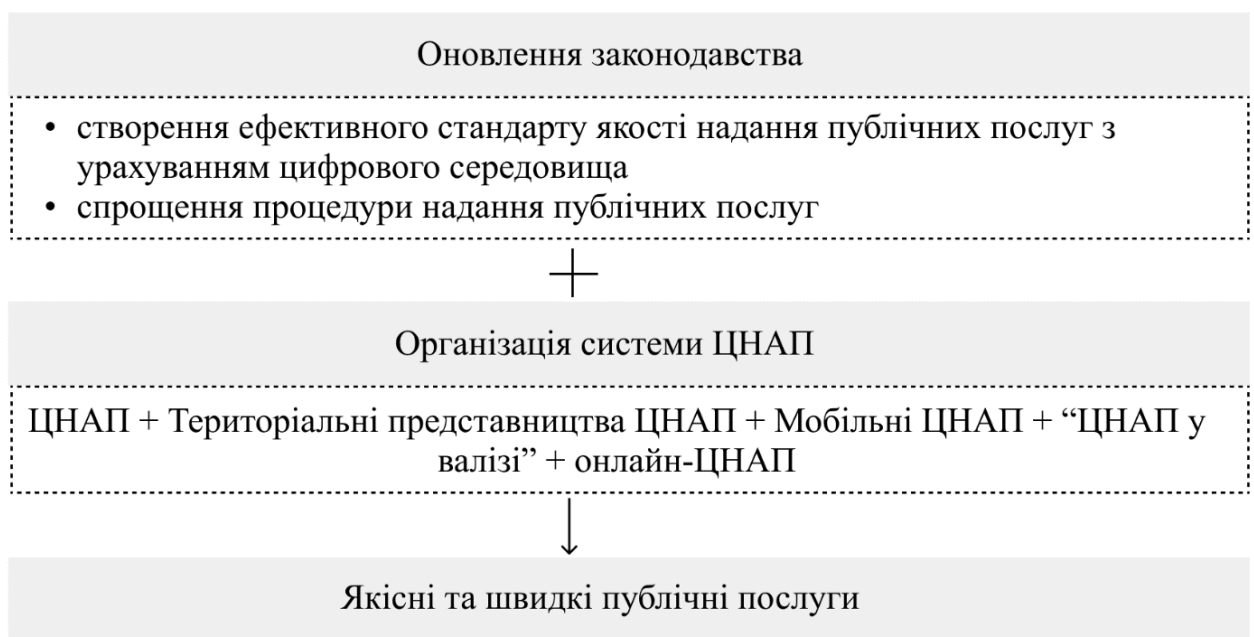 Оновлення законодавства
• створення ефективного стандарту якості надання публічних послуг з
урахуванням цифрового середовища
• спрощення процедури надання публічних послуг
+
Організація системи ЦНАП
ЦНАП + Територіальні представництва ЦНАП + Мобільні ЦНАП + “ЦНАП у
валізі” + онлайн-ЦНАП
Якісні та швидкі публічні послуги